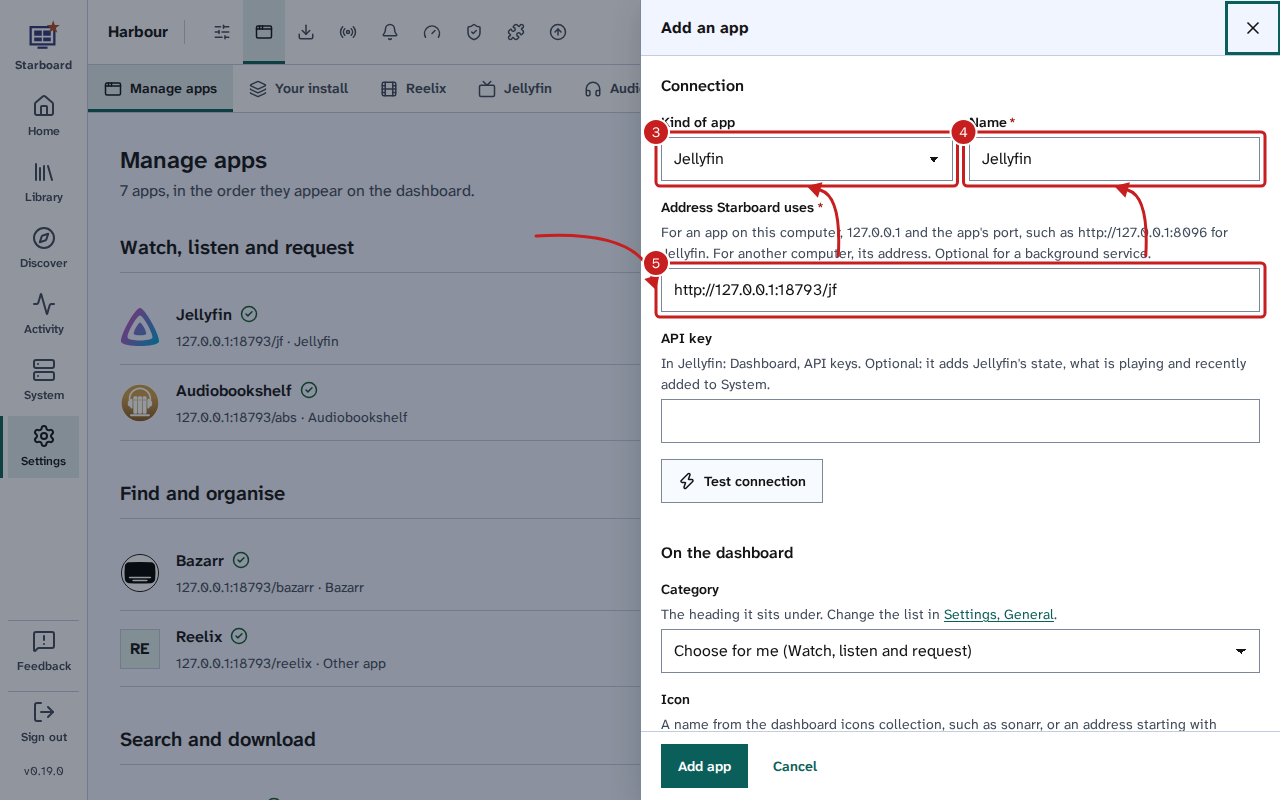 Starboard
Home
Library
Discover
Activity
System
Settings
Feedback
Sign out
v0.19.0
Harbour
Manage apps
Your install
Reelix
Jellyfin
Manage apps
7 apps, in the order they appear on the dashboard.
Watch, listen and request
Jellyfin
127.0.0.1:18793/jf · Jellyfin
Audiobookshelf
127.0.0.1:18793/abs · Audiobookshelf
Find and organise
Bazarr
127.0.0.1:18793/bazarr · Bazarr
RE
Reelix
127.0.0.1:18793/reelix · Other app
Search and download
Add an app
Connection
3
Kind of app
Jellyfin
4
Name *
Jellyfin
Address Starboard uses *
For an app on this computer, 127.0.0.1 and the app's port, such as http://127.0.0.1:8096 for
Jellyfin. For another computer, its address. Optional for a background service.
5
http://127.0.0.1:18793/jf
API key
In Jellyfin: Dashboard, API keys. Optional: it adds Jellyfin's state, what is playing and recently
added to System.
Test connection
On the dashboard
Category
The heading it sits under. Change the list in Settings, General.
Choose for me (Watch, listen and request)
Icon
A name from the dashboard icons collection, such as sonarr, or an address starting with
Add app
Cancel